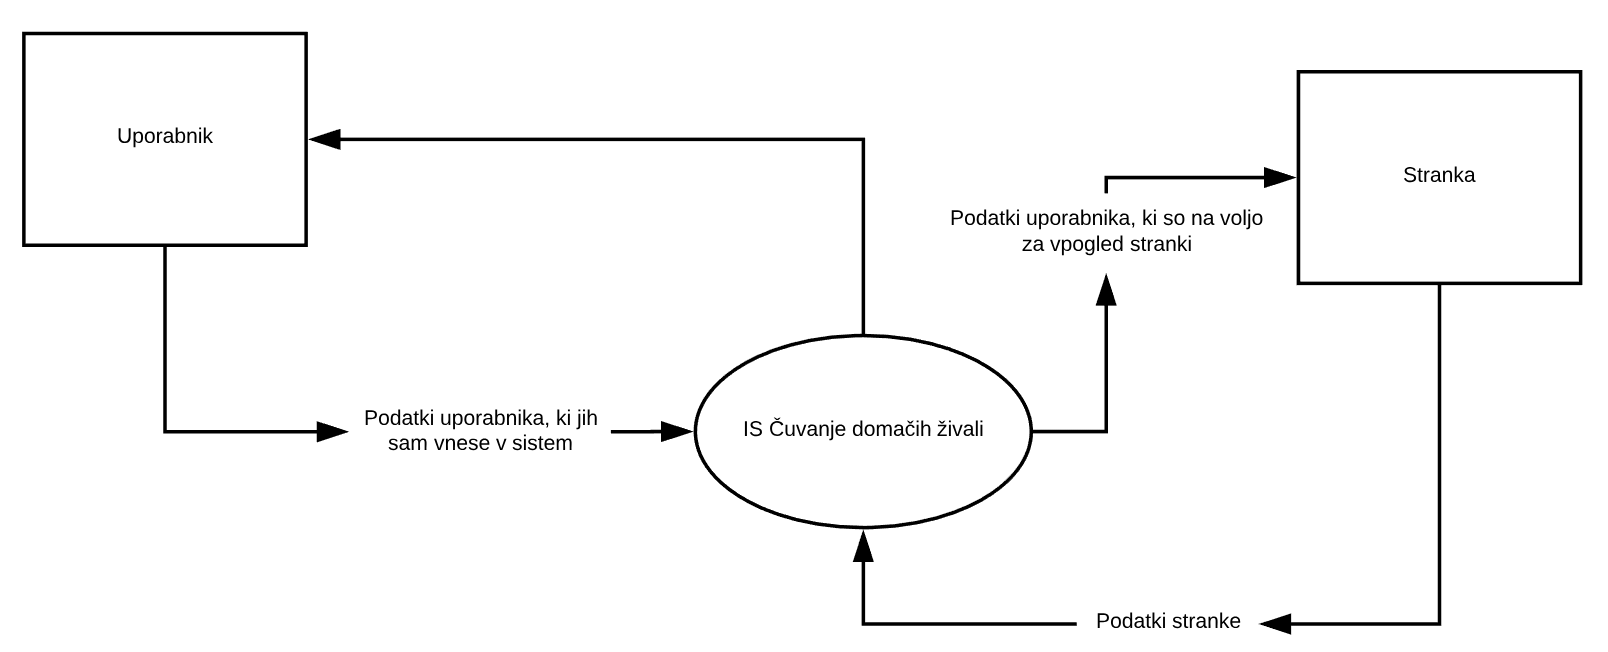 Uporabnik
Stranka
Podatki uporabnika, ki so na voljo
za vpogled stranki
Podatki uporabnika, ki jih
sam vnese v sistem
IS Čuvanje domačih živali
Podatki stranke